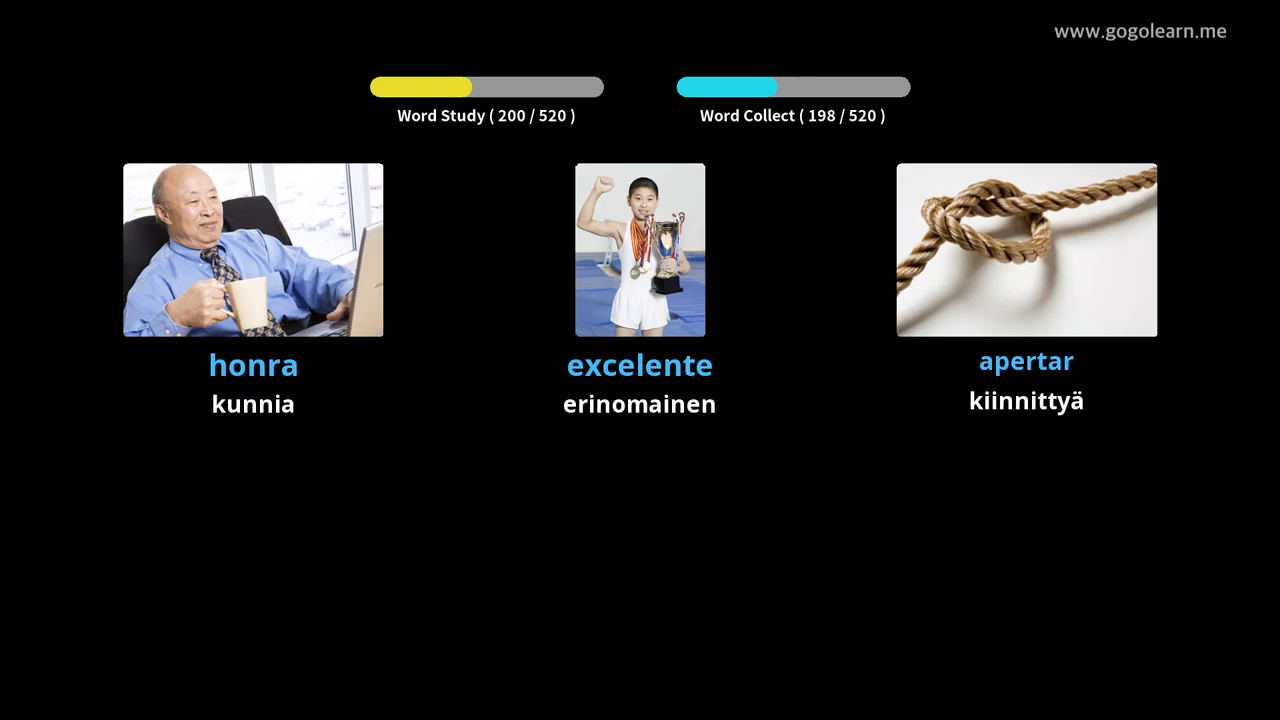 www.gogolearn.me
Word Study ( 200 / 520 )
Word Collect ( 198 / 520 )
honra
excelente
apertar
kunnia
erinomainen
kiinnittyä